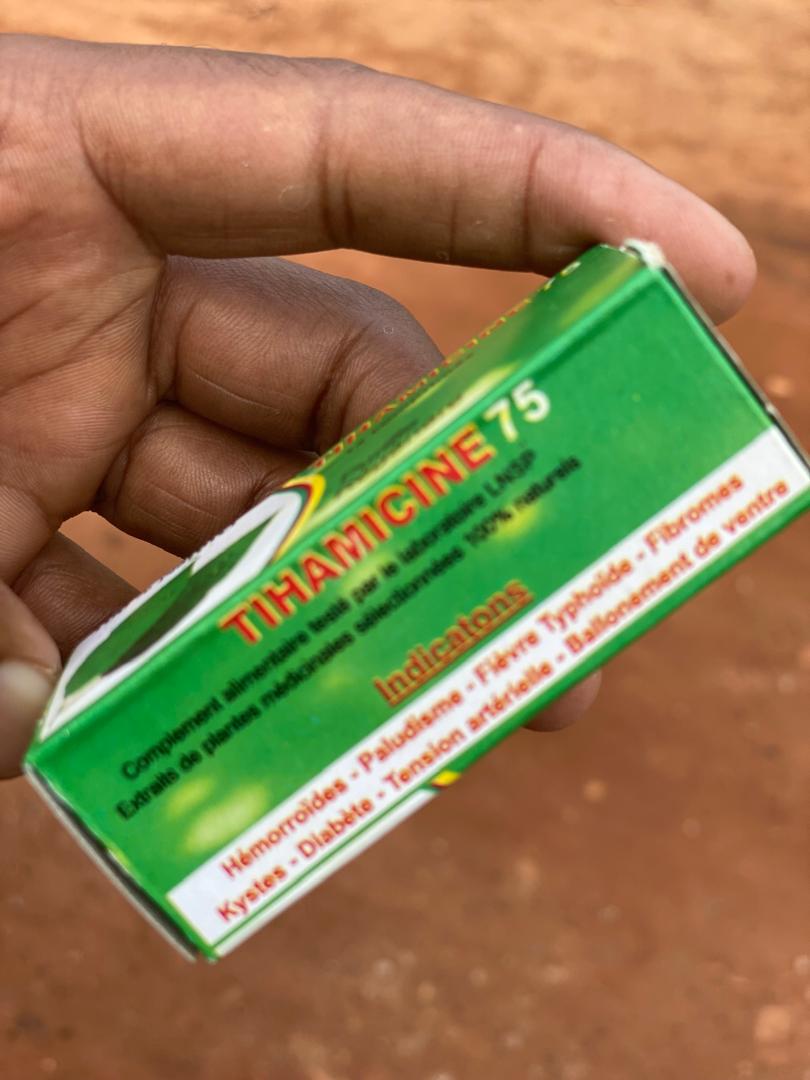 TIHAMICINE 75
Complement alimentaire testé par le laboratoire LNSP
Extraits de plantes médicinales sélectionnées 100% naturels
Indicatons
Hémorroïdes - Paludisme - Fièvre Typhoïde - Fibromes
Kystes - Diabète - Tension artérielle - Ballonement de ventre